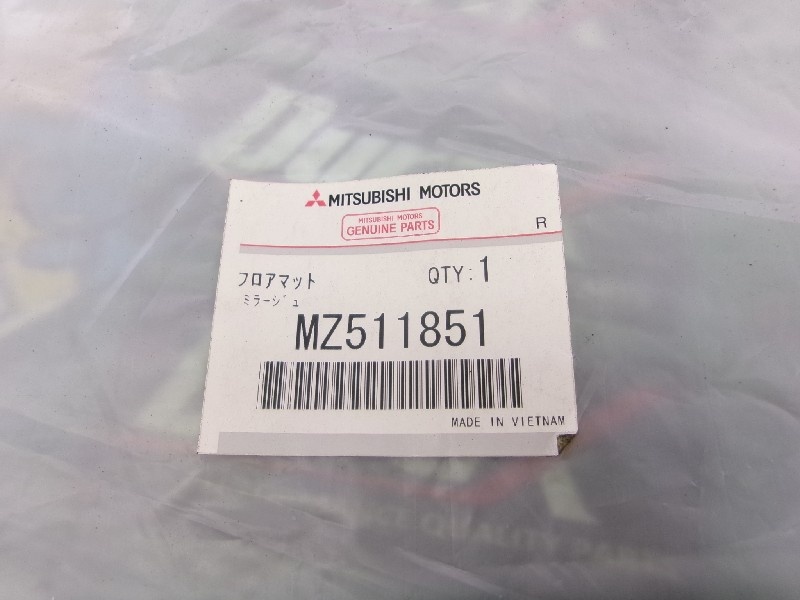 MITSUBISHI MOTORS
MITSUBISHI MOTORS
GENUINE PARTS
R
フロアマット
QTY:1
ミラージュ
MZ511851
MADE IN VIETNAM
QUALITY